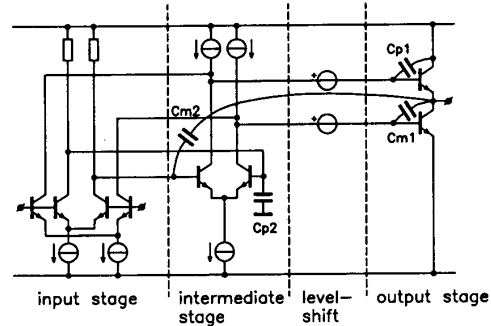 Cp1
Cm2
Cm1
Cp2
+
+
input stage
intermediate
stage
level-
shift
output stage